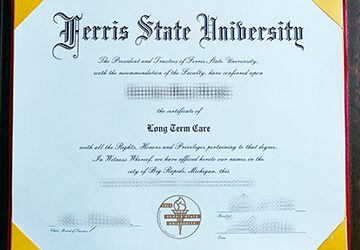 Ferris State University
The President and Trustees of Ferris State University,
with the recommendation of the Faculty, have conferred upon
the certificate of
Long Term Care
with all the Rights, Honors and Privileges pertaining to that degree.
In Witness Whereof, we have affixed hereto our names in the
city of Big Rapids, Michigan, this
FERRIS STATE